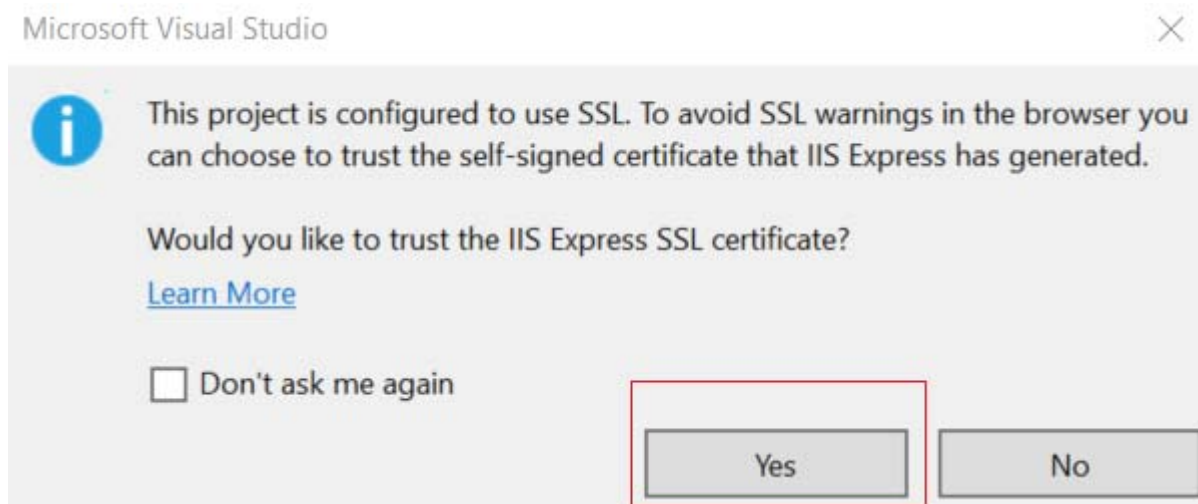 Microsoft Visual Studio
This project is configured to use SSL. To avoid SSL warnings in the browser you
can choose to trust the self-signed certificate that IIS Express has generated.
Would you like to trust the IIS Express SSL certificate?
Learn More
Don't ask me again
Yes
No